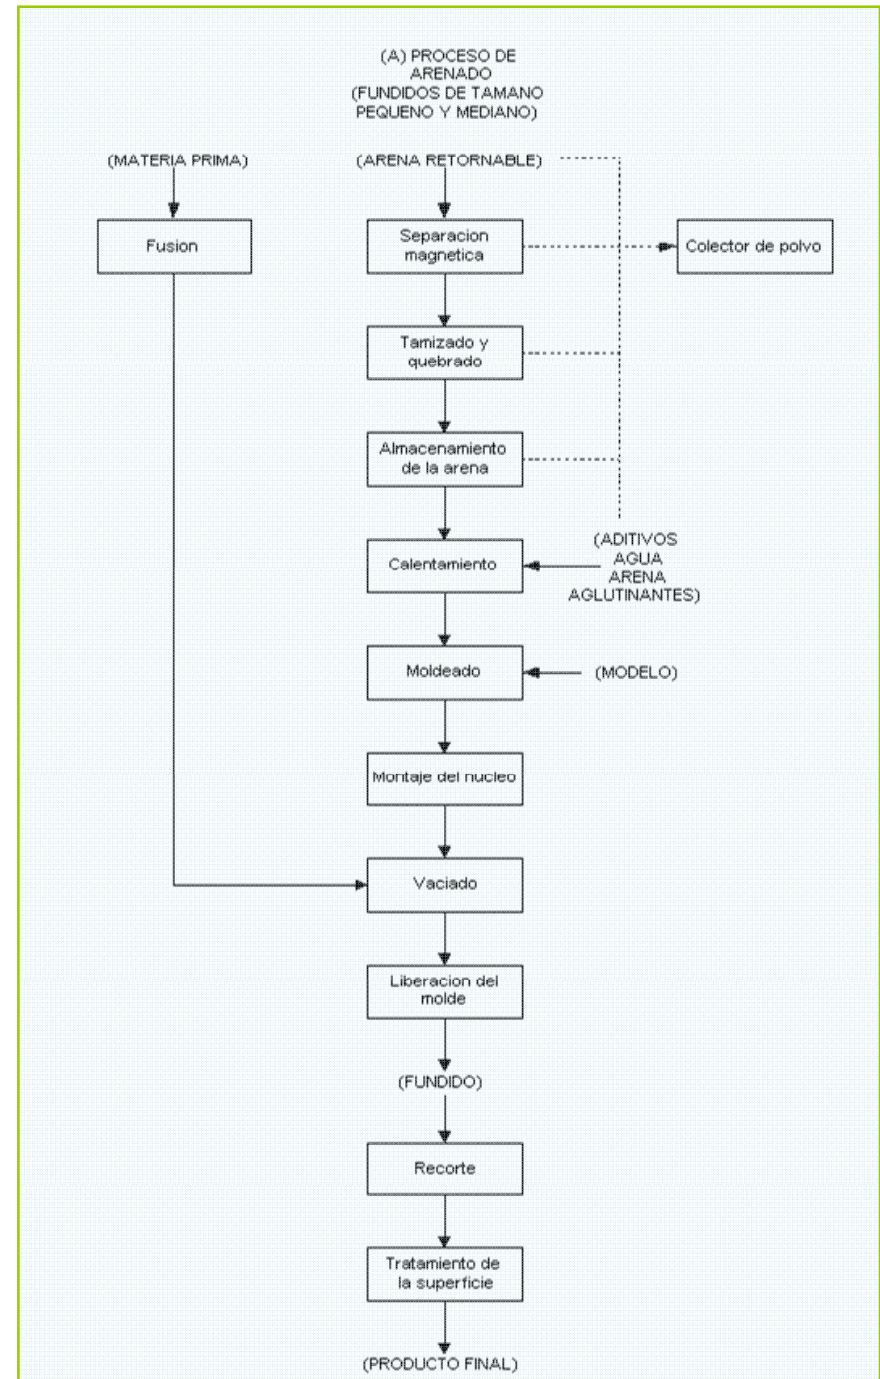 (A) PROCESO DE
ARENADO
(FUNDIDOS DE TAMANO
PEQUENO Y MEDIANO)
(MATERIA PRIMA)
(ARENA RETORNABLE)
Fusion
Separacion
magnetica
Colector de polvo
Tamizado y
quebrado
Almacenamiento
de la arena
Calentamiento
(ADITIVOS
AGUA
ARENA
AGLUTINANTES)
Moldeado
(MODELO)
Montaje del nucleo
Vaciado
Liberacion del
molde
(FUNDIDO)
Recorte
Tratamiento de
la superficie
(PRODUCTO FINAL)